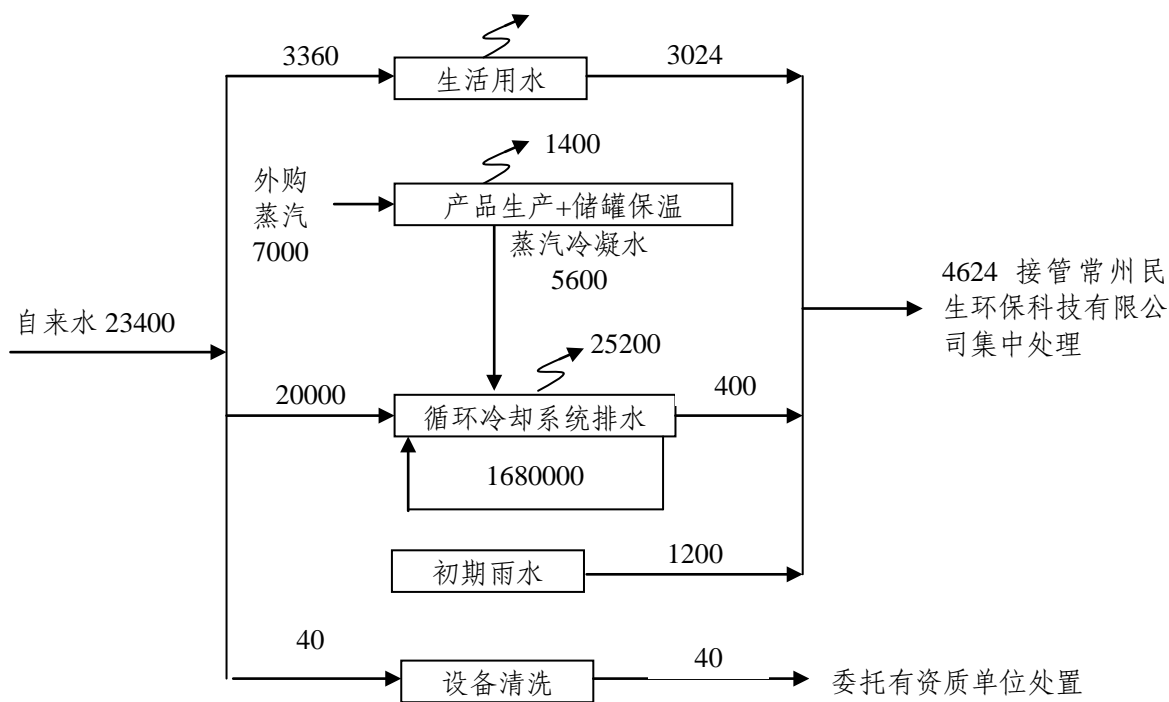 3360
生活用水
3024
1400
外购
蒸汽
7000
产品生产+储罐保温
蒸汽冷凝水
5600
4624 接管常州民
生环保科技有限公
司集中处理
自来水 23400
25200
20000
循环冷却系统排水
400
1680000
初期雨水
1200
40
设备清洗
40
委托有资质单位处置